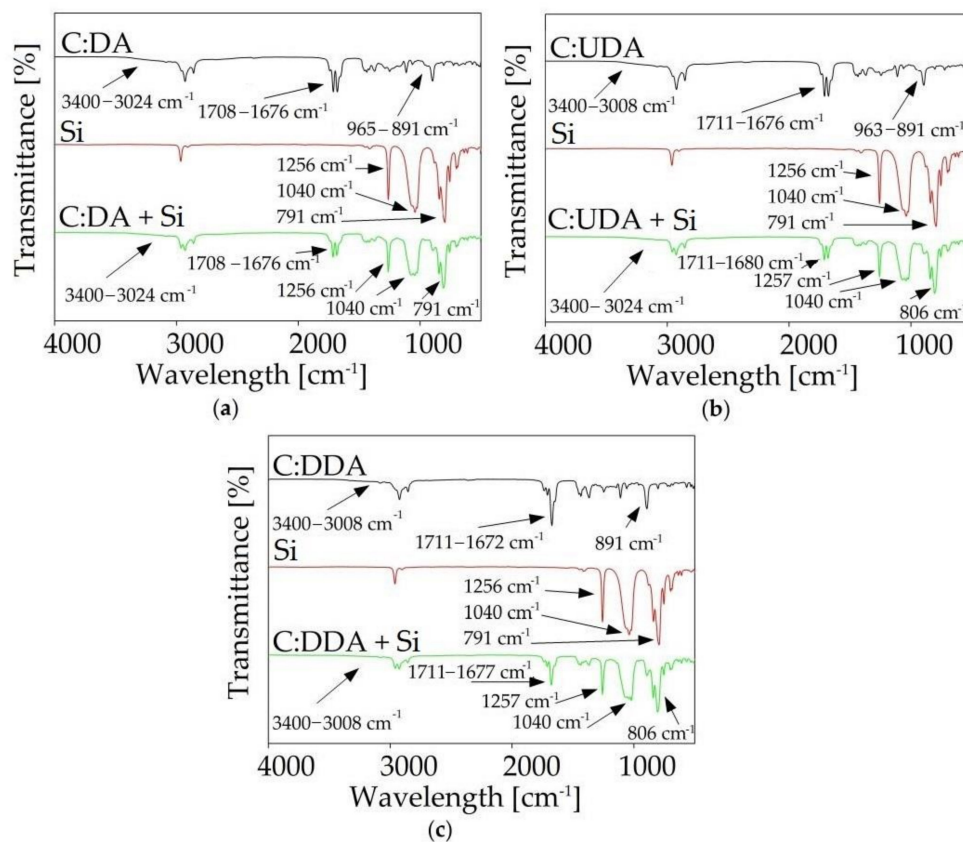 Transmittance [%]
C:DA
3400–3024 cm⁻¹
1708–1676 cm⁻¹
965–891 cm⁻¹
Si
1256 cm⁻¹
1040 cm⁻¹
791 cm⁻¹
C:DA + Si
3400–3024 cm⁻¹
1708–1676 cm⁻¹
1256 cm⁻¹
1040 cm⁻¹
791 cm⁻¹
4000 3000 2000 1000
Wavelength [cm⁻¹]
(a)
Transmittance [%]
C:UDA
3400–3008 cm⁻¹
1711–1676 cm⁻¹
963–891 cm⁻¹
Si
1256 cm⁻¹
1040 cm⁻¹
791 cm⁻¹
C:UDA + Si
3400–3024 cm⁻¹
1711–1680 cm⁻¹
1257 cm⁻¹
1040 cm⁻¹
806 cm⁻¹
4000 3000 2000 1000
Wavelength [cm⁻¹]
(b)
Transmittance [%]
C:DDA
3400–3008 cm⁻¹
1711–1672 cm⁻¹
891 cm⁻¹
Si
1256 cm⁻¹
1040 cm⁻¹
791 cm⁻¹
C:DDA + Si
3400–3008 cm⁻¹
1711–1677 cm⁻¹
1257 cm⁻¹
1040 cm⁻¹
806 cm⁻¹
4000 3000 2000 1000
Wavelength [cm⁻¹]
(c)